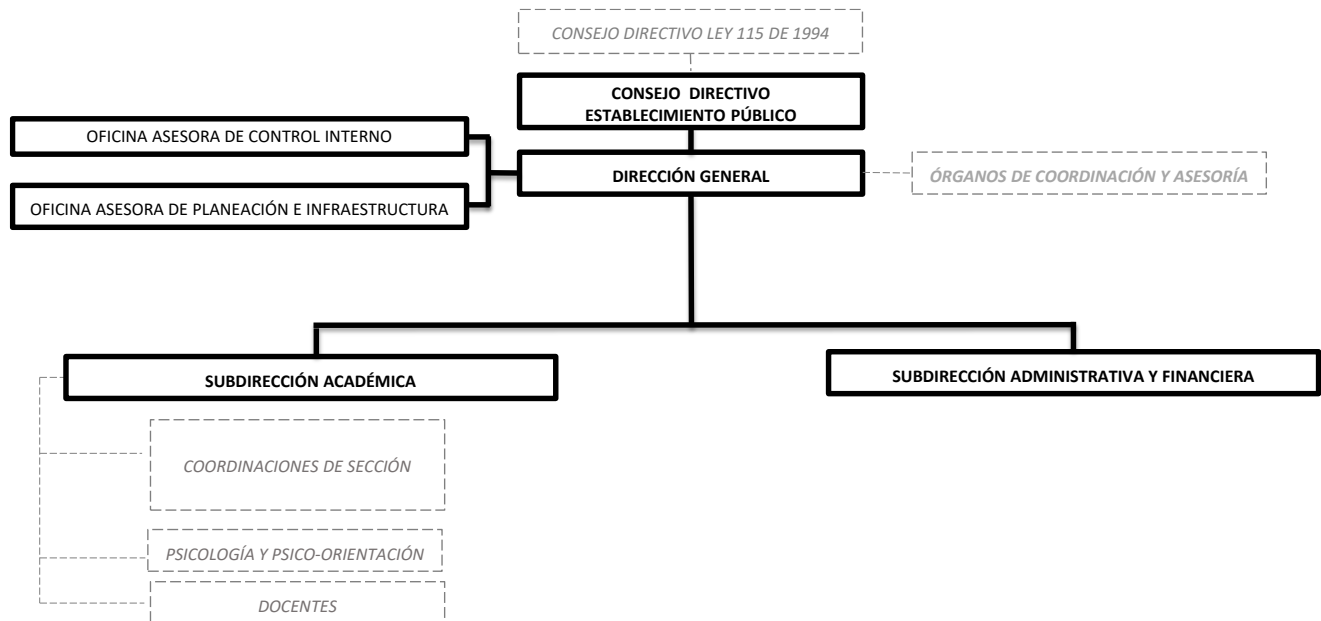 CONSEJO DIRECTIVO LEY 115 DE 1994
CONSEJO DIRECTIVO
ESTABLECIMIENTO PÚBLICO
OFICINA ASESORA DE CONTROL INTERNO
DIRECCIÓN GENERAL
ÓRGANOS DE COORDINACIÓN Y ASESORÍA
OFICINA ASESORA DE PLANEACIÓN E INFRAESTRUCTURA
SUBDIRECCIÓN ACADÉMICA
SUBDIRECCIÓN ADMINISTRATIVA Y FINANCIERA
COORDINACIONES DE SECCIÓN
PSICOLOGÍA Y PSICO-ORIENTACIÓN
DOCENTES